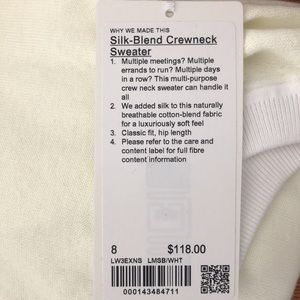 WHY WE MADE THIS
Silk-Blend Crewneck
Sweater
1. Multiple meetings? Multiple
errands to run? Multiple days
in a row? This multi-purpose
crew neck sweater can handle it
all
2. We added silk to this naturally
breathable cotton-blend fabric
for a luxuriously soft feel
3. Classic fit, hip length
4. Please refer to the care and
content label for full fibre
content information
8 $118.00
LW3EXNS LMSB/WHT
000143484711